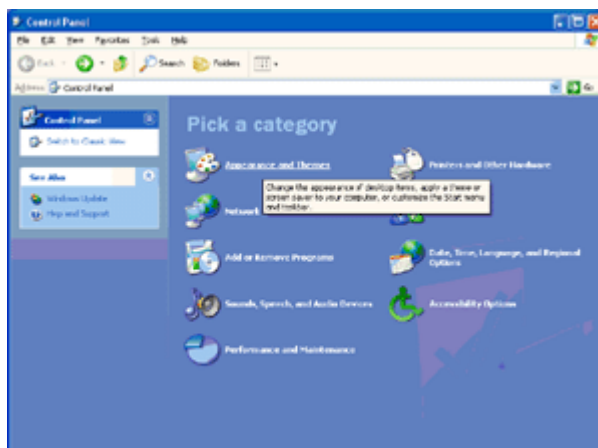 Control Panel
File Edit View Favorites Tools Help
Back Search Folders
Address Control Panel Go
Control Panel
Switch to Classic View
See Also
Windows Update
Help and Support
Pick a category
Appearance and Themes
Printers and Other Hardware
Change the appearance of desktop items, apply a theme or
screen saver to your computer, or customize the Start menu
and taskbar.
Network
Add or Remove Programs
Date, Time, Language, and Regional
Options
Sounds, Speech, and Audio Devices
Accessibility Options
Performance and Maintenance